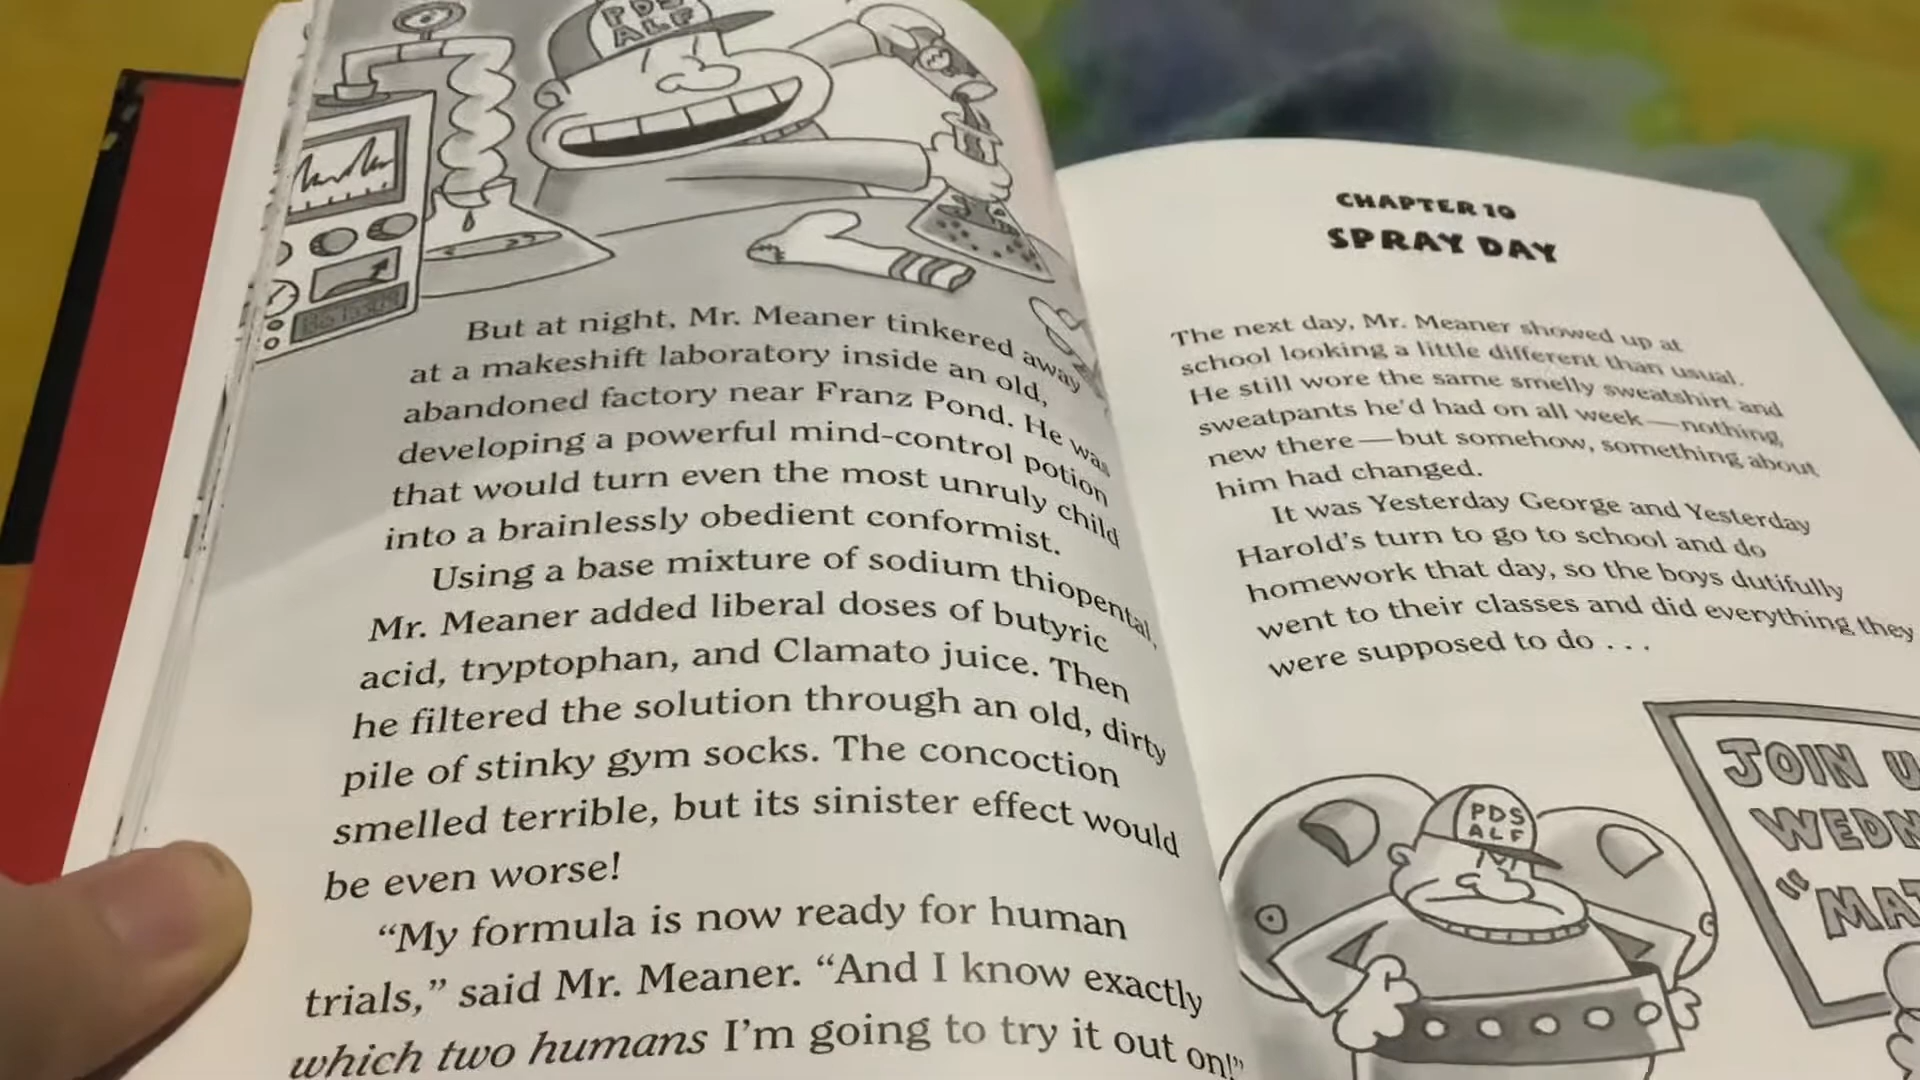 PDS
ALF
But at night, Mr. Meaner tinkered away
at a makeshift laboratory inside an old,
abandoned factory near Franz Pond. He was
developing a powerful mind-control potion
that would turn even the most unruly child
into a brainlessly obedient conformist.
Using a base mixture of sodium thiopental,
Mr. Meaner added liberal doses of butyric
acid, tryptophan, and Clamato juice. Then
he filtered the solution through an old, dirty
pile of stinky gym socks. The concoction
smelled terrible, but its sinister effect would
be even worse!
“My formula is now ready for human
trials,” said Mr. Meaner. “And I know exactly
which two humans I’m going to try it out on!”
CHAPTER 10
SPRAY DAY
The next day, Mr. Meaner showed up at
school looking a little different than usual.
He still wore the same smelly sweatshirt and
sweatpants he’d had on all week—nothing
new there—but somehow, something about
him had changed.
It was Yesterday George and Yesterday
Harold’s turn to go to school and do
homework that day, so the boys dutifully
went to their classes and did everything they
were supposed to do . . .
PDS
ALF
JOIN U
WEDN
“MAT